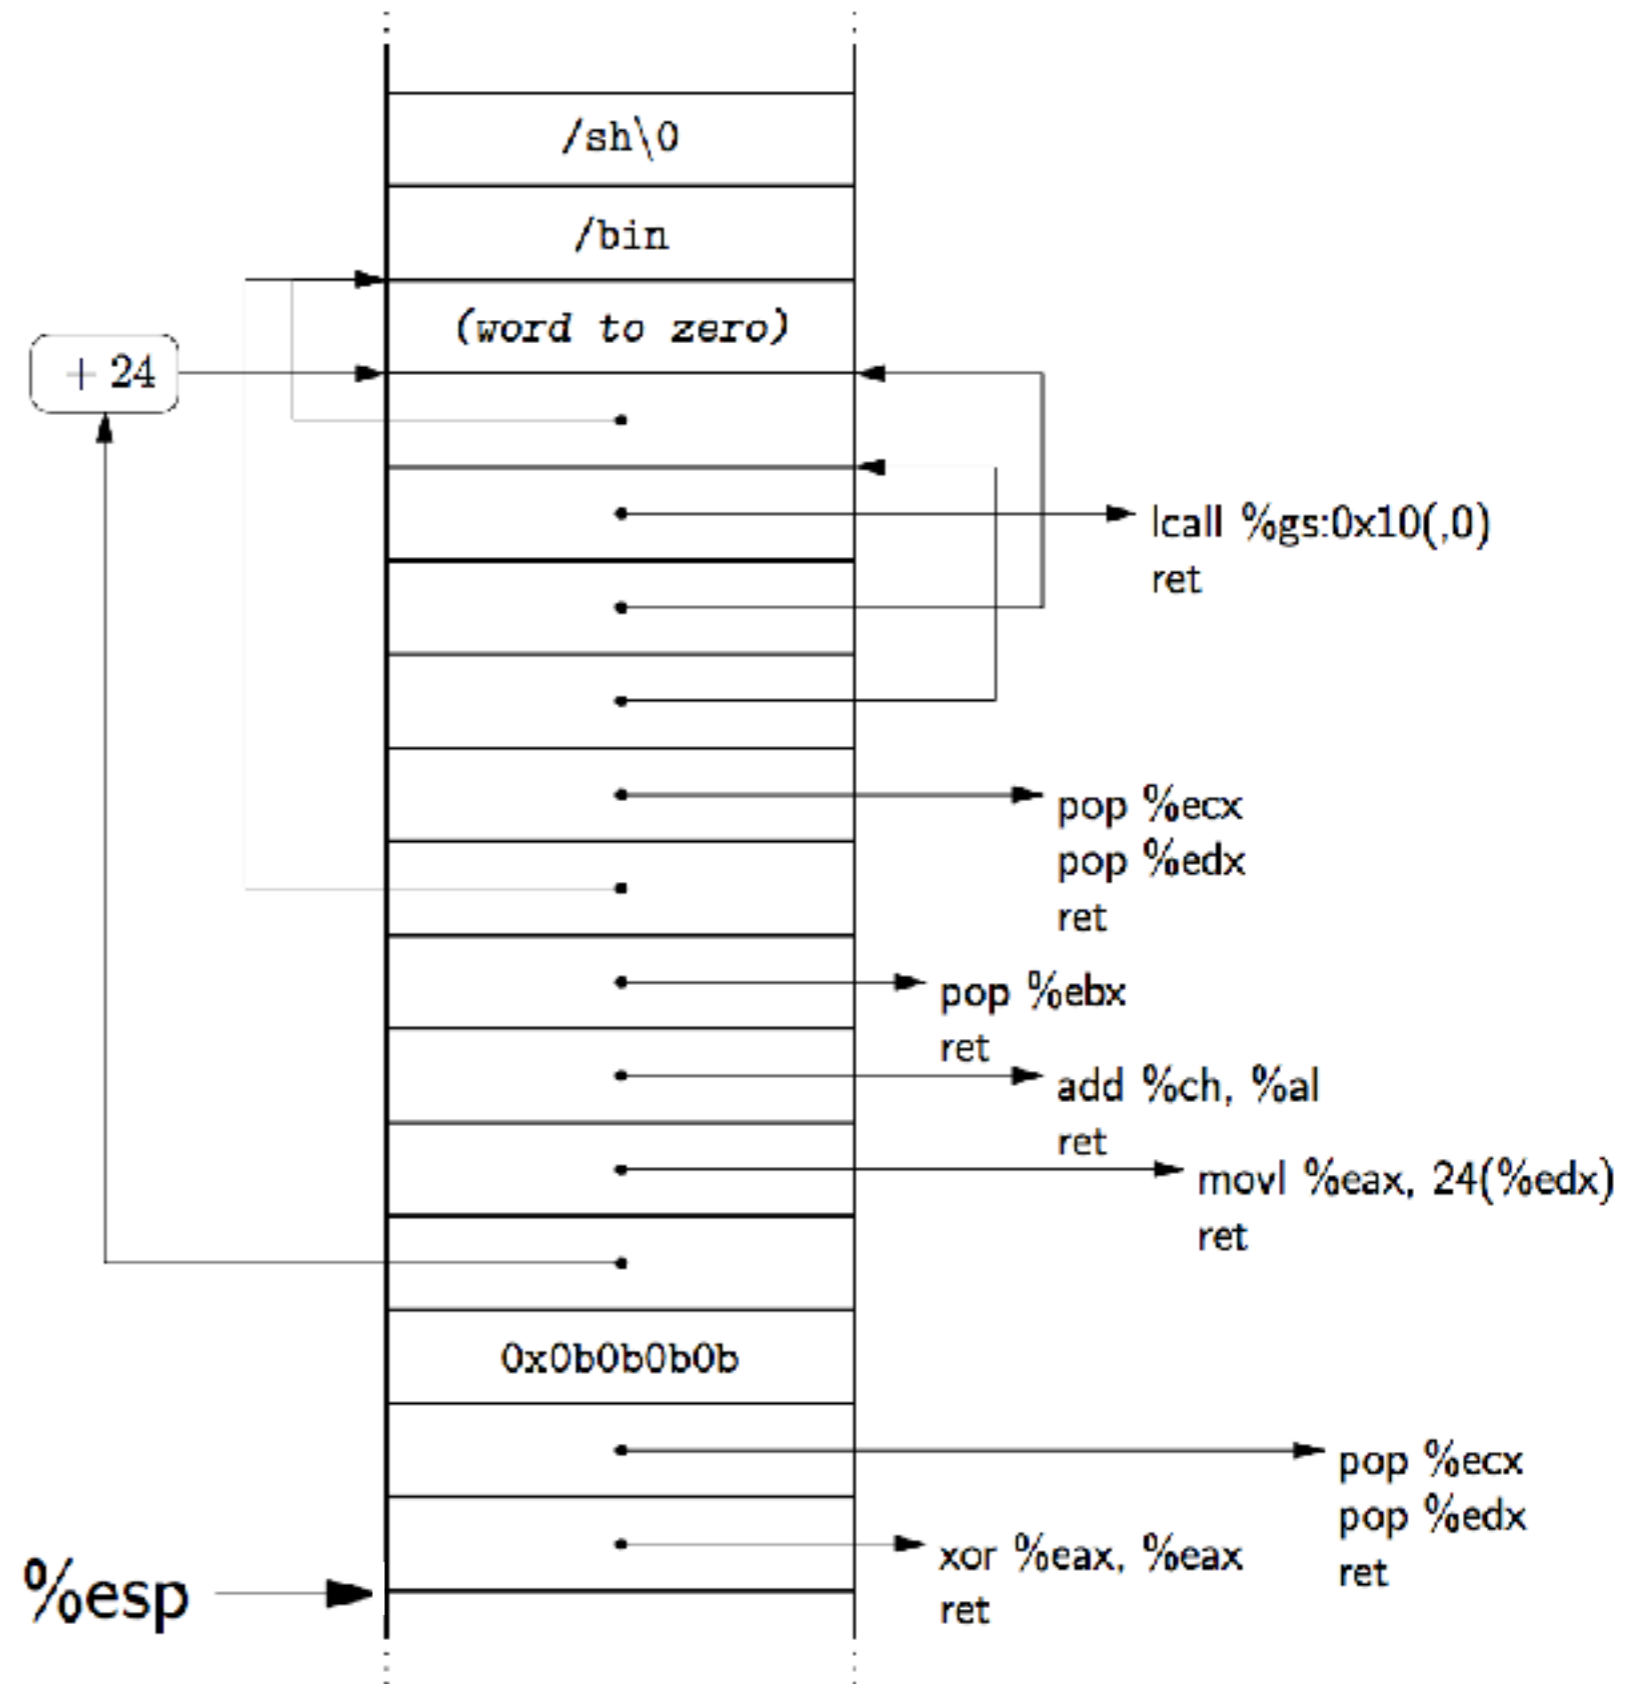 /sh\0
/bin
(word to zero)
+ 24
lcall %gs:0x10(,0)
ret
pop %ecx
pop %edx
ret
pop %ebx
ret
add %ch, %al
ret
movl %eax, 24(%edx)
ret
0x0b0b0b0b
pop %ecx
pop %edx
ret
xor %eax, %eax
ret
%esp